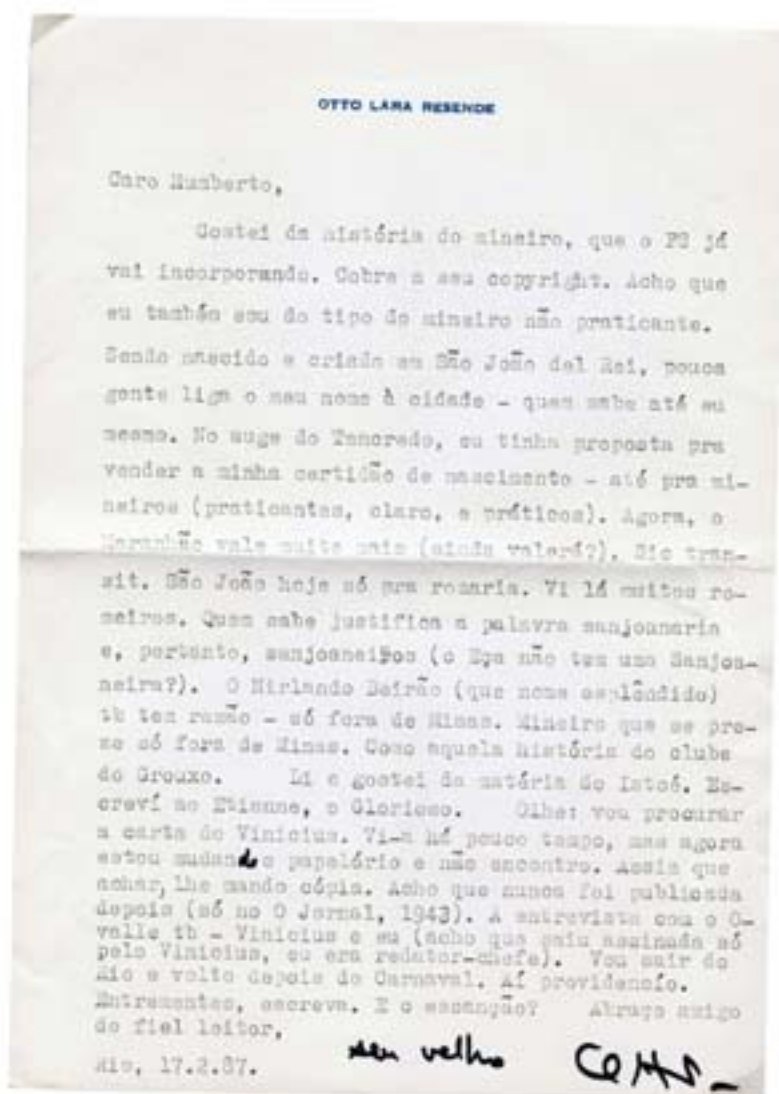 OTTO LARA RESENDE
Caro Humberto,
Gostei da história do mineiro, que o PS já
vai incorporando. Cobre a seu copyright. Acho que
eu também sou do tipo do mineiro não praticante.
Sendo nascido e criado em São João del Rei, pouca
gente liga o meu nome à cidade - quem sabe até eu
mesmo. No auge do Tancredo, eu tinha proposta pra
vender a minha certidão de nascimento - até pra mi-
neiros (praticantes, claro, e práticos). Agora, o
Maranhão vale muito mais (ainda valerá?). Sic tran-
sit. São João hoje só pra romaria. Vi lá muitos ro-
meiros. Quem sabe justifica a palavra sanjoanaria
e, portanto, sanjoaneiros (o Eça não tem uma Sanjoa-
neira?). O Nirlando Beirão (que nome esplêndido)
tb tem razão - só fora de Minas. Mineiro que se pre-
ze só fora de Minas. Como aquela história do clube
do Grouxo. Li e gostei da matéria do Istoé. Es-
creví ao Etienne, o Glorioso. Olhe: vou procurar
a carta do Vinicius. Vi-a há pouco tempo, mas agora
estou mudando papelório e não encontro. Assim que
achar, lhe mando cópia. Acho que nunca foi publicada
depois (só no O Jornal, 1943). A entrevista com o O-
valle tb - Vinicius e eu (acho que saiu assinada só
pelo Vinicius, eu era redator-chefe). Vou sair do
Rio e volto depois do Carnaval. Aí providencío.
Entrementes, escreva. E o escanção? Abraço amigo
do fiel leitor,
seu velho
Rio, 17.2.87.